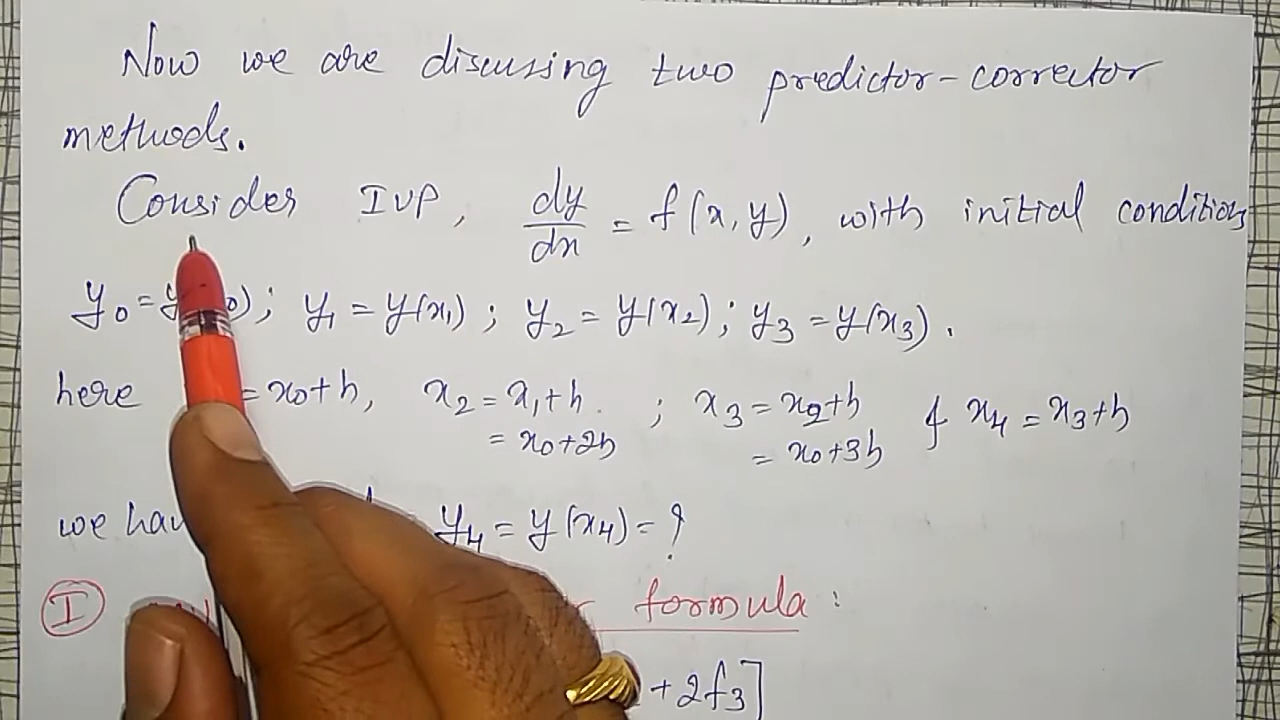 Now we are discussing two predictor-corrector
methods.
Consider IVP, dy/dx = f(x, y), with initial conditions
y₀ = y 0); y₁ = y(x₁); y₂ = y(x₂); y₃ = y(x₃).
here = x₀+h, x₂ = x₁+h ; x₃ = x₂+h & x₄ = x₃+h
= x₀+2h = x₀+3h
we hav y₄ = y(x₄) = ?
I formula :
+ 2f₃]